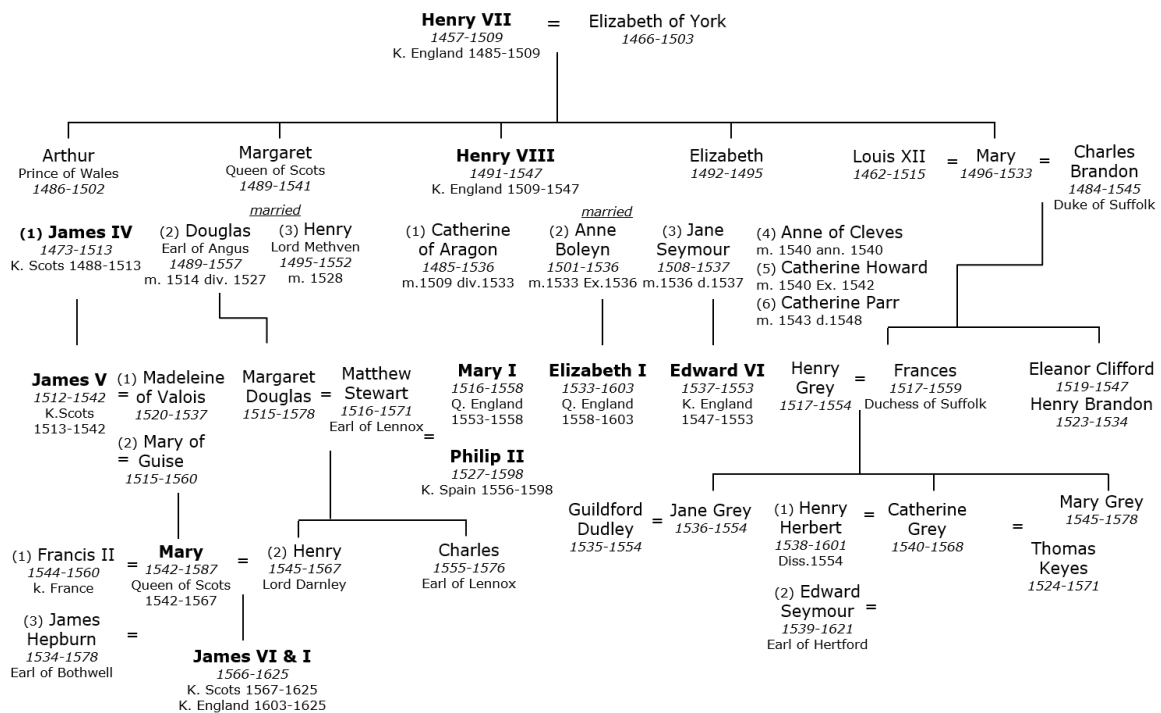 Henry VII = Elizabeth of York
1457-1509 1466-1503
K. England 1485-1509
Arthur
Prince of Wales
1486-1502
Margaret
Queen of Scots
1489-1541
Henry VIII
1491-1547
K. England 1509-1547
Elizabeth
1492-1495
Louis XII = Mary = Charles
1462-1515 1496-1533 Brandon
1484-1545
Duke of Suffolk
married
(1) James IV
1473-1513
K. Scots 1488-1513
(2) Douglas
Earl of Angus
1489-1557
m. 1514 div. 1527
(3) Henry
Lord Methven
1495-1552
m. 1528
married
(1) Catherine
of Aragon
1485-1536
m.1509 div.1533
(2) Anne
Boleyn
1501-1536
m.1533 Ex.1536
(3) Jane
Seymour
1508-1537
m.1536 d.1537
(4) Anne of Cleves
m. 1540 ann. 1540
(5) Catherine Howard
m. 1540 Ex. 1542
(6) Catherine Parr
m. 1543 d.1548
James V
1512-1542
K.Scots
1513-1542
(1) Madeleine
= of Valois
1520-1537
(2) Mary of
= Guise
1515-1560
Margaret
Douglas =
1515-1578
Matthew
Stewart
1516-1571
Earl of Lennox
Mary I
1516-1558
Q. England
1553-1558
=
Philip II
1527-1598
K. Spain 1556-1598
Elizabeth I
1533-1603
Q. England
1558-1603
Edward VI
1537-1553
K. England
1547-1553
Henry
Grey =
1517-1554
Frances
1517-1559
Duchess of Suffolk
Eleanor Clifford
1519-1547
Henry Brandon
1523-1534
Guildford
Dudley =
1535-1554
Jane Grey
1536-1554
(1) Henry
Herbert =
1538-1601
Diss.1554
(2) Edward
Seymour =
1539-1621
Earl of Hertford
Catherine
Grey
1540-1568
Mary Grey
1545-1578
=
Thomas
Keyes
1524-1571
(1) Francis II
1544-1560 =
k. France
(3) James
Hepburn =
1534-1578
Earl of Bothwell
Mary
1542-1587
Queen of Scots
1542-1567
=
(2) Henry
1545-1567
Lord Darnley
Charles
1555-1576
Earl of Lennox
James VI & I
1566-1625
K. Scots 1567-1625
K. England 1603-1625